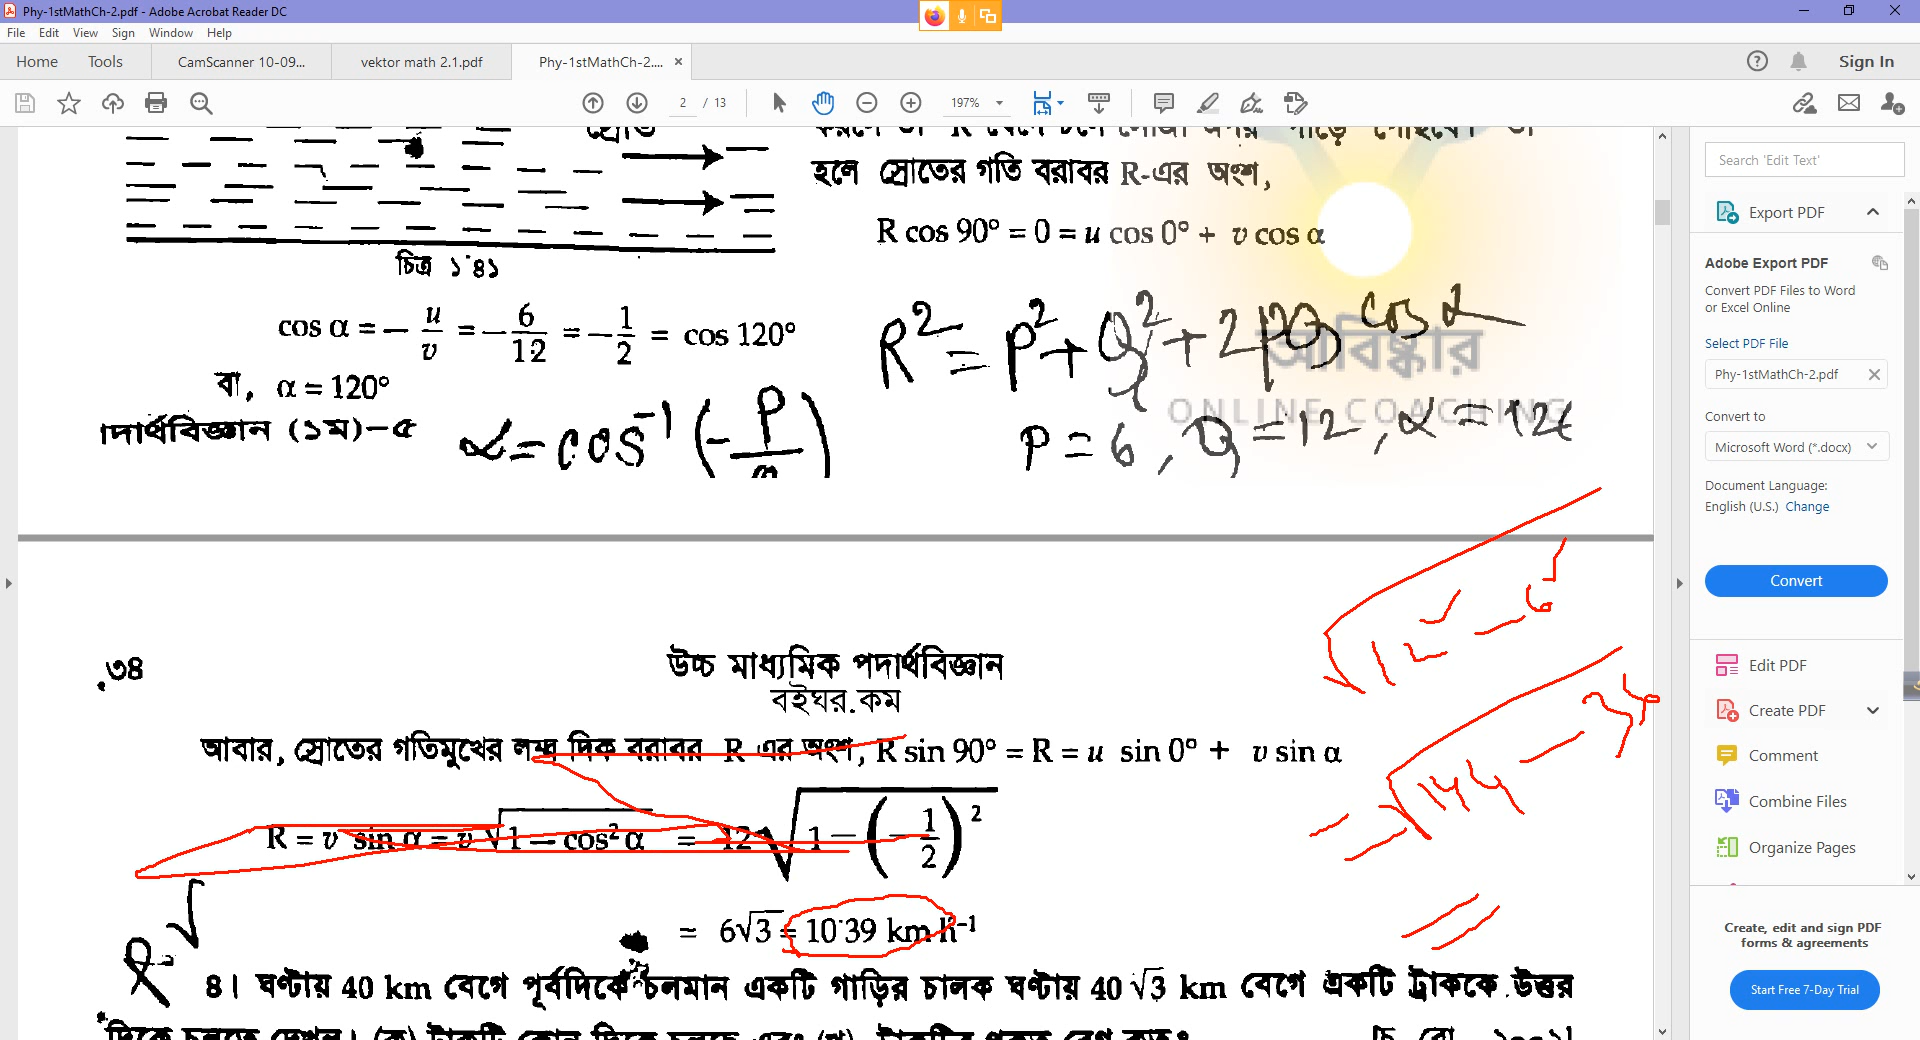 Phy-1stMathCh-2.pdf - Adobe Acrobat Reader DC
File Edit View Sign Window Help
Home Tools CamScanner 10-09... vektor math 2.1.pdf Phy-1stMathCh-2.... × Sign In
2 / 13 197%
হলে স্রোতের গতি বরাবর R-এর অংশ,
R cos 90° = 0 = u cos 0° + v cos α
চিত্র ১˙৪১
cos α = − u/v = − 6/12 = − 1/2 = cos 120°
R² = P² + Q² + 2PQ cos α
আবিষ্কার
ONLINE COACHING
বা, α = 120°
দার্থবিজ্ঞান (১ম)–৫
α = cos⁻¹ (− P/
P = 6, Q = 12, α = 12
√12² − 6²
.৩৪
উচ্চ মাধ্যমিক পদার্থবিজ্ঞান
বইঘর.কম
= √144 − 36
আবার, স্রোতের গতিমুখের লম্ব দিক বরাবর R এর অংশ, R sin 90° = R = u sin 0° + v sin α
R = v sin α = v √1 − cos² α = 12 √1 − (− 1/2)²
= 6√3 = 10˙39 km h⁻¹
=
R
৪। ঘণ্টায় 40 km বেগে পূর্বদিকে চলমান একটি গাড়ির চালক ঘণ্টায় 40 √3 km বেগে একটি ট্রাককে উত্তর
Search 'Edit Text'
Export PDF
Adobe Export PDF
Convert PDF Files to Word
or Excel Online
Select PDF File
Phy-1stMathCh-2.pdf
Convert to
Microsoft Word (*.docx)
Document Language:
English (U.S.) Change
Convert
Edit PDF
Create PDF
Comment
Combine Files
Organize Pages
Create, edit and sign PDF
forms & agreements
Start Free 7-Day Trial